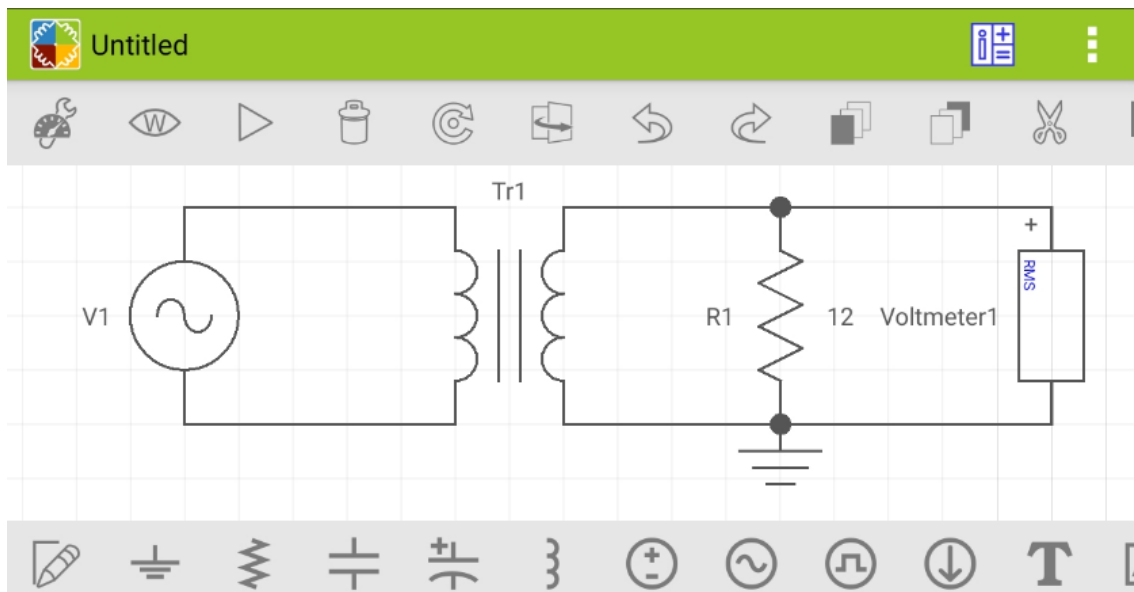 Untitled
W
Tr1
+
RMS
V1
R1
12
Voltmeter1
T